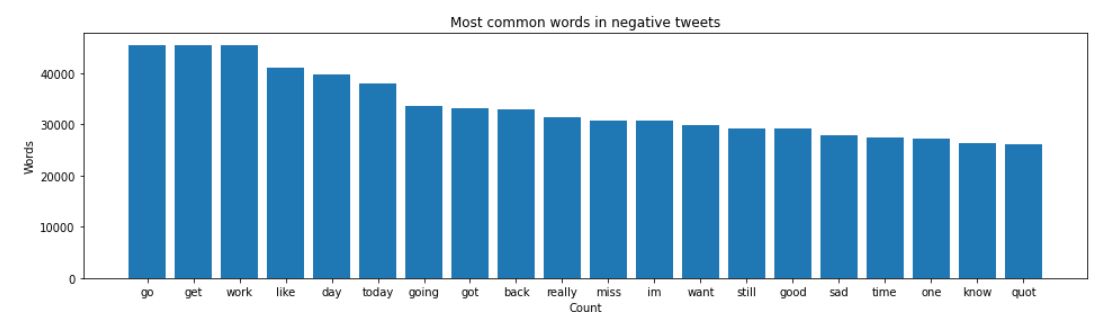 Most common words in negative tweets
40000
30000
20000
10000
0
Words
go get work like day today going got back really miss im want still good sad time one know quot
Count